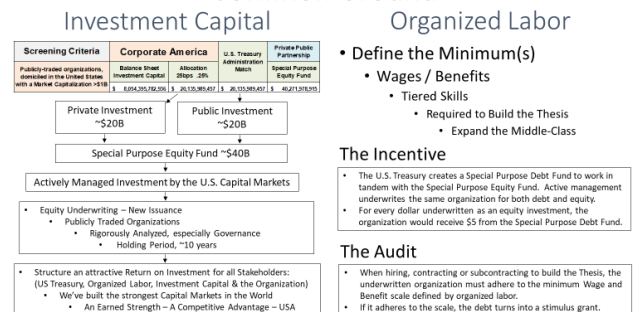 Investment Capital
Screening Criteria
Corporate America
U.S. Treasury
Administration
Match
Private Public
Partnership
Publicly-traded organizations,
domiciled in the United States
with a Market Capitalization >$1B
Balance Sheet
Investment Capital
Allocation
25bps .25%
Special Purpose
Equity Fund
$ 8,054,395,782,936
$ 20,135,989,457
$ 20,135,989,457
$ 40,271,978,915
Private Investment
~$20B
Public Investment
~$20B
Special Purpose Equity Fund ~$40B
Actively Managed Investment by the U.S. Capital Markets
• Equity Underwriting – New Issuance
• Publicly Traded Organizations
• Rigorously Analyzed, especially Governance
• Holding Period, ~10 years
• Structure an attractive Return on Investment for all Stakeholders:
(US Treasury, Organized Labor, Investment Capital & the Organization)
• We've built the strongest Capital Markets in the World
• An Earned Strength – A Competitive Advantage – USA
Organized Labor
• Define the Minimum(s)
• Wages / Benefits
• Tiered Skills
• Required to Build the Thesis
• Expand the Middle-Class
The Incentive
• The U.S. Treasury creates a Special Purpose Debt Fund to work in
tandem with the Special Purpose Equity Fund. Active management
underwrites the same organization for both debt and equity.
• For every dollar underwritten as an equity investment, the
organization would receive $5 from the Special Purpose Debt Fund.
The Audit
• When hiring, contracting or subcontracting to build the Thesis, the
underwritten organization must adhere to the minimum Wage and
Benefit scale defined by organized labor.
• If it adheres to the scale, the debt turns into a stimulus grant.